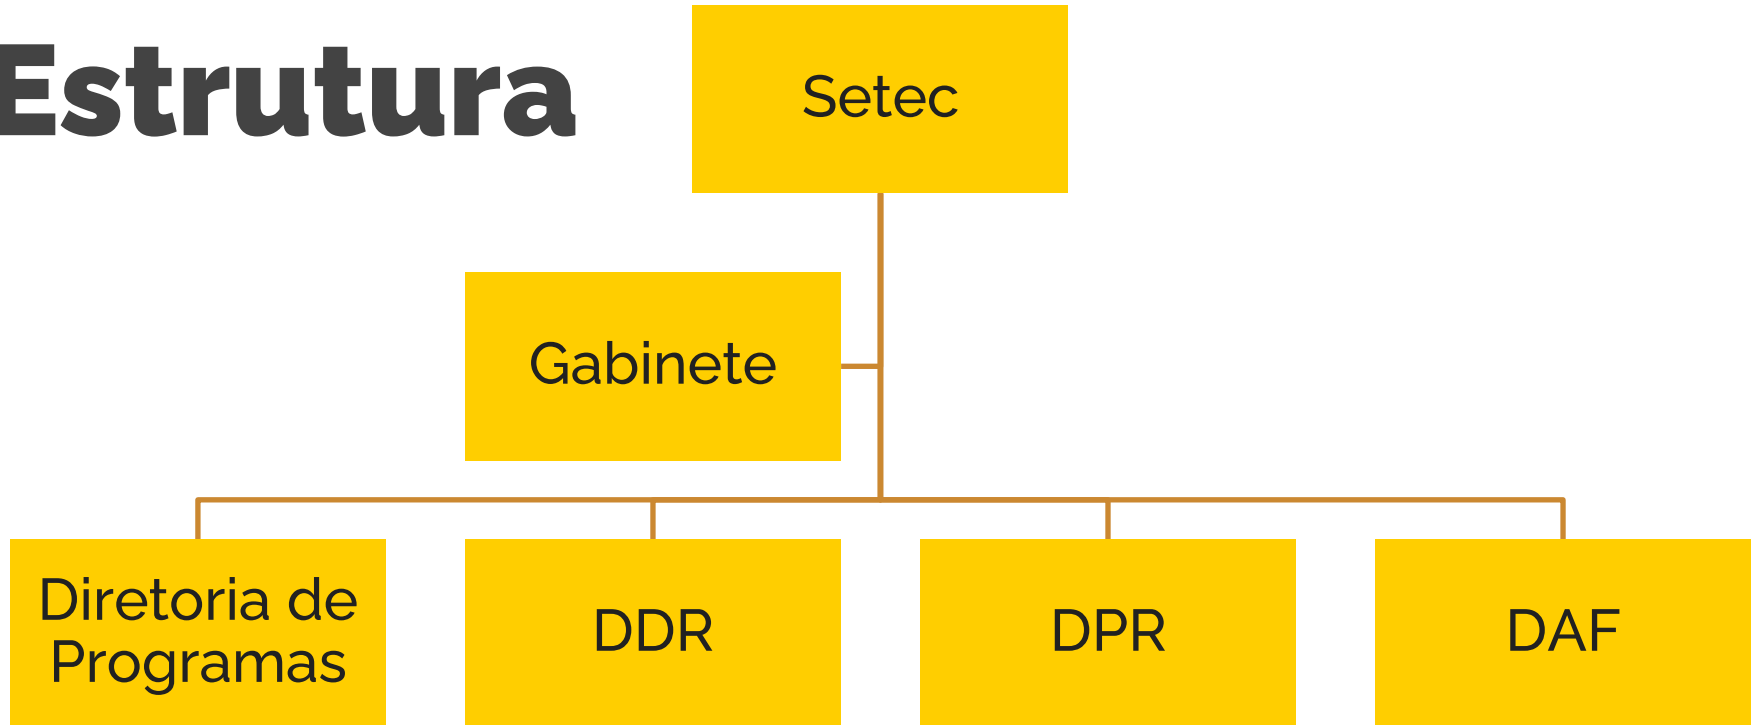 Estrutura
Setec
Gabinete
Diretoria de
Programas
DDR
DPR
DAF